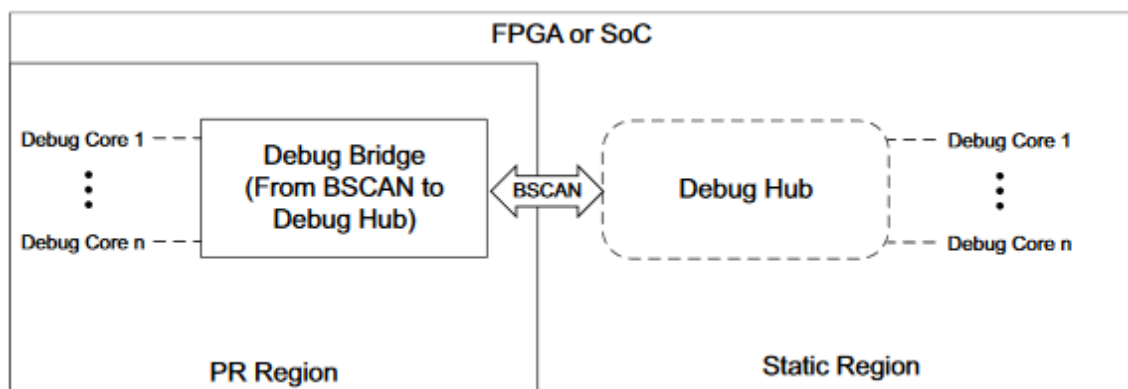 FPGA or SoC
Debug Core 1
Debug Core n
Debug Bridge
(From BSCAN to
Debug Hub)
BSCAN
Debug Hub
Debug Core 1
Debug Core n
PR Region
Static Region